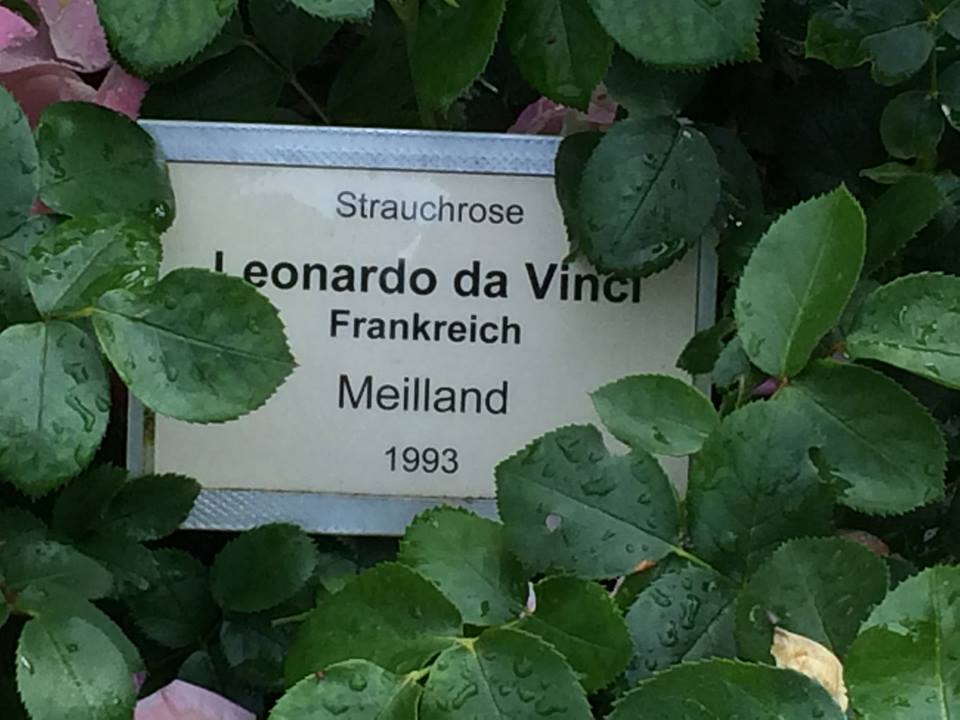 Strauchrose
Leonardo da Vinci
Frankreich
Meilland
1993